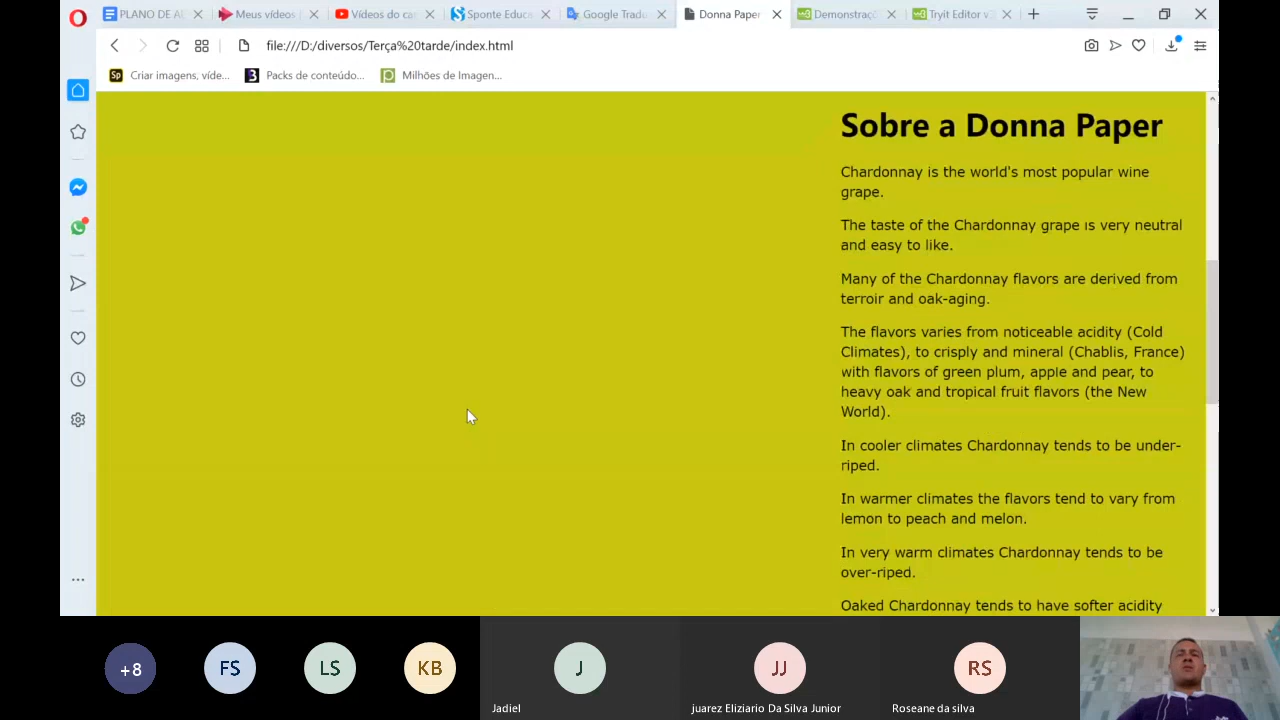 PLANO DE AU
Meus vídeos
Vídeos do ca
Sponte Educ
Google Tradu
Donna Paper
Demonstraçõ
Tryit Editor v
file:///D:/diversos/Terça%20tarde/index.html
Criar imagens, víde...
Packs de conteúdo...
Milhões de Imagen...
Sobre a Donna Paper
Chardonnay is the world's most popular wine
grape.
The taste of the Chardonnay grape is very neutral
and easy to like.
Many of the Chardonnay flavors are derived from
terroir and oak-aging.
The flavors varies from noticeable acidity (Cold
Climates), to crisply and mineral (Chablis, France)
with flavors of green plum, apple and pear, to
heavy oak and tropical fruit flavors (the New
World).
In cooler climates Chardonnay tends to be under-
riped.
In warmer climates the flavors tend to vary from
lemon to peach and melon.
In very warm climates Chardonnay tends to be
over-riped.
Oaked Chardonnay tends to have softer acidity
+8
FS
LS
KB
J
JJ
RS
Jadiel
juarez Eliziario Da Silva Junior
Roseane da silva